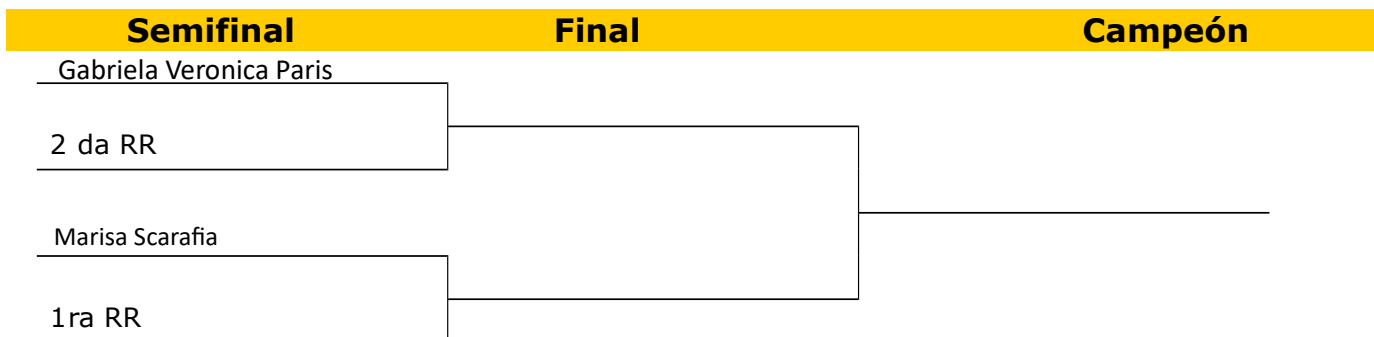 Semifinal Final Campeón
Gabriela Veronica Paris
2 da RR
Marisa Scarafia
1ra RR